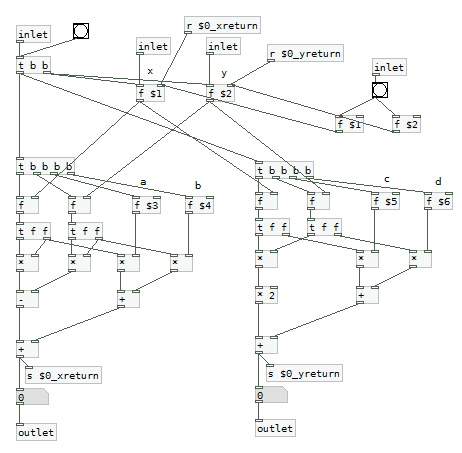 r $0_xreturn
inlet
inlet
inlet
r $0_yreturn
inlet
t b b
x
y
f $1
f $2
f $1
f $2
t b b b b
t b b b b
a
b
c
d
f
f
f $3
f $4
f
f
f $5
f $6
t f f
t f f
t f f
t f f
*
*
*
*
*
*
*
-
+
* 2
+
+
+
s $0_xreturn
s $0_yreturn
0
0
outlet
outlet